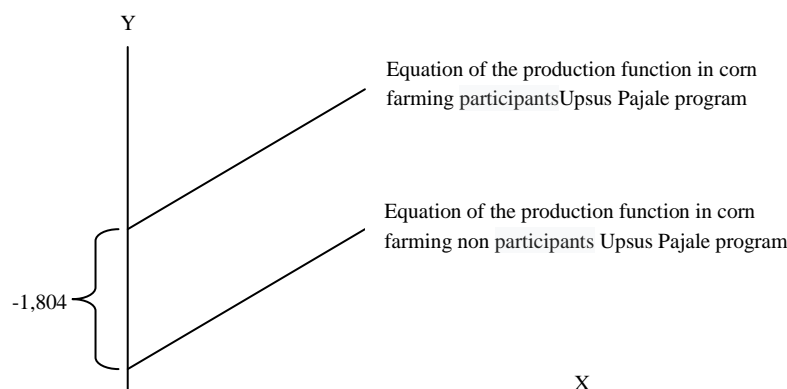 Y
Equation of the production function in corn
farming participantsUpsus Pajale program
Equation of the production function in corn
farming non participants Upsus Pajale program
-1,804
X